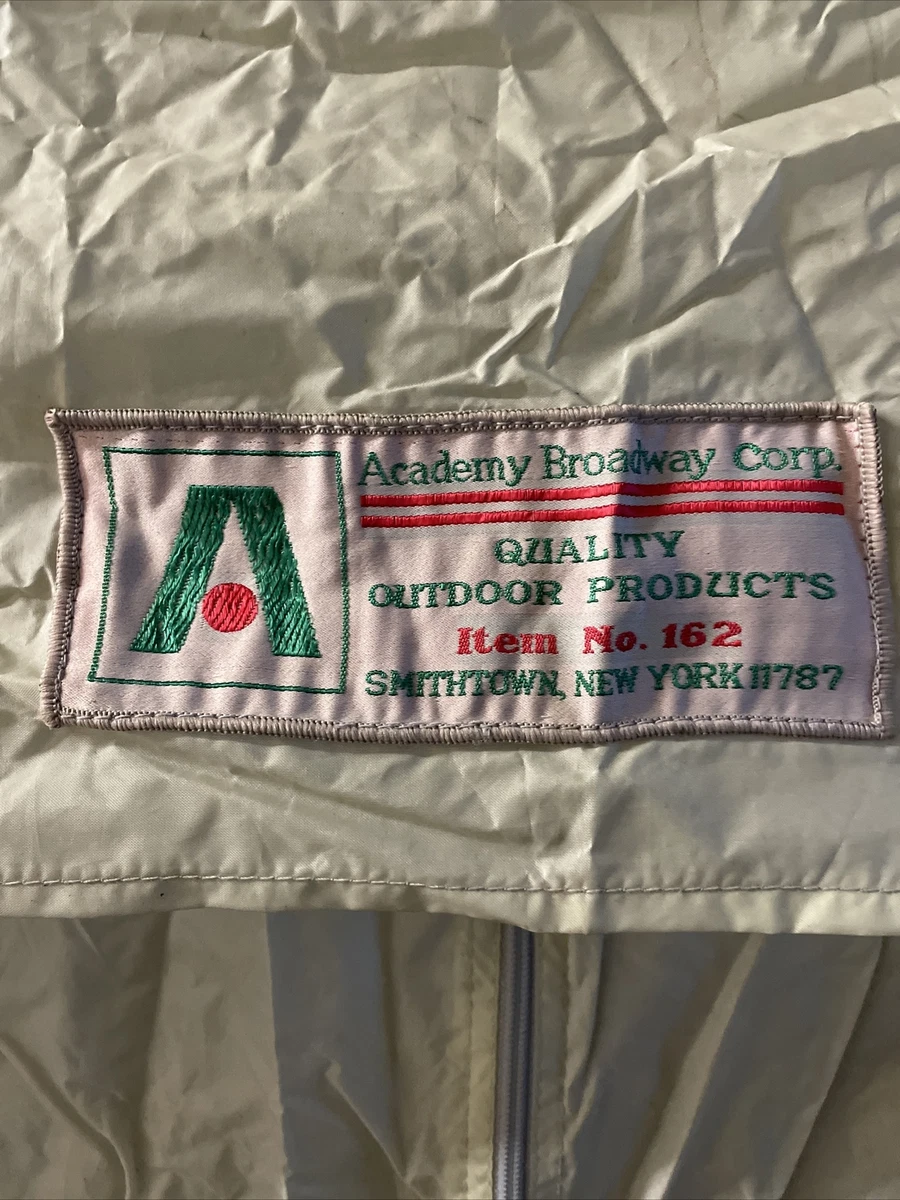 Academy Broadway Corp.
QUALITY
OUTDOOR PRODUCTS
Item No. 162
SMITHTOWN, NEW YORK 11787